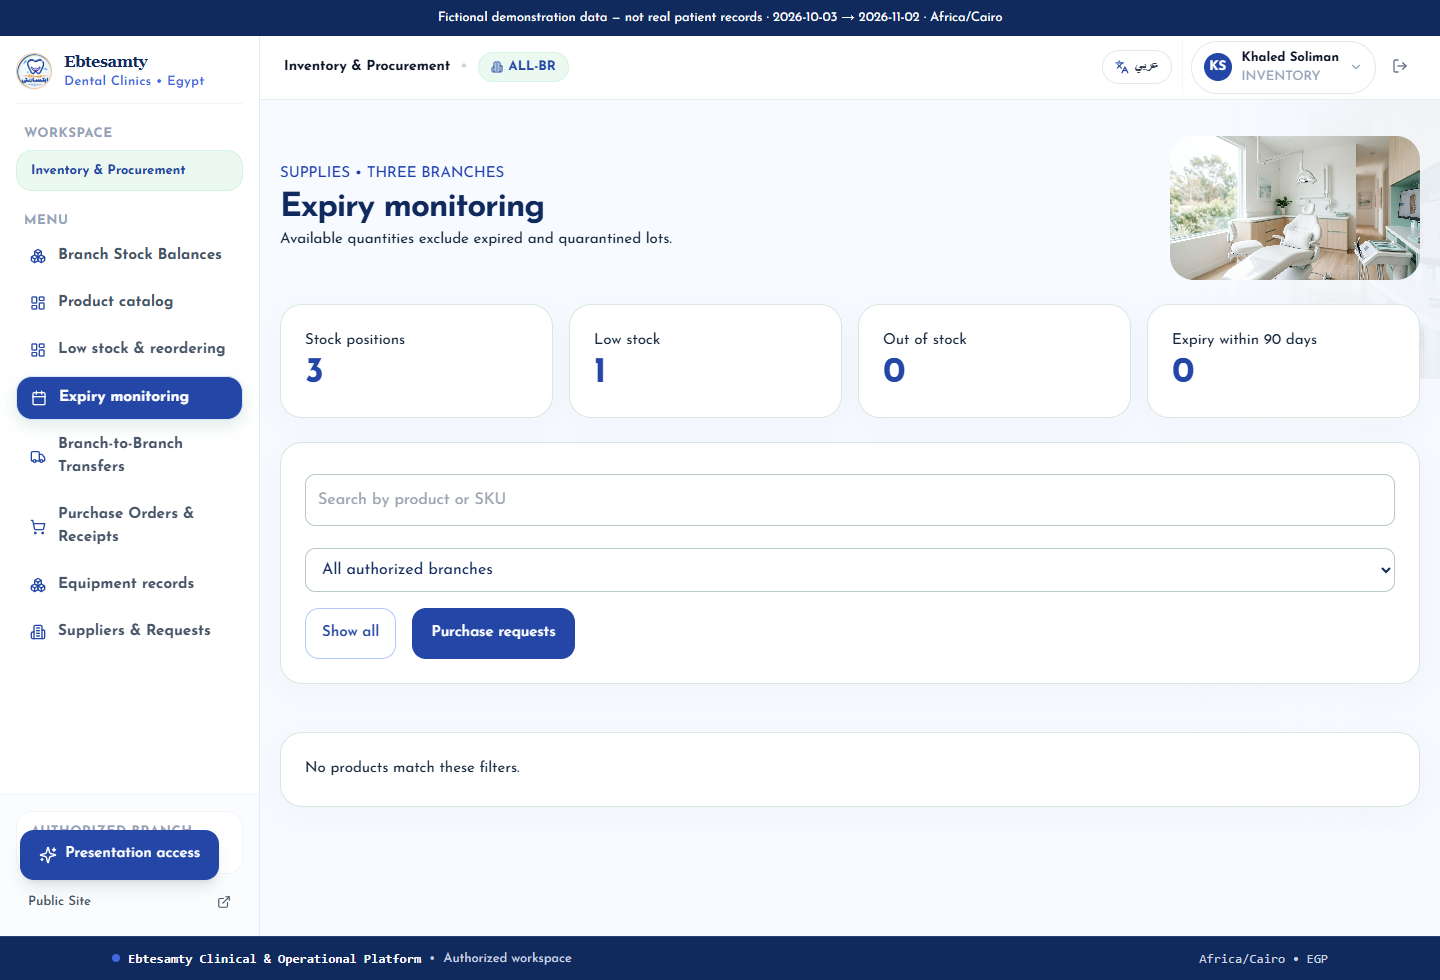 Fictional demonstration data — not real patient records · 2026-10-03 → 2026-11-02 · Africa/Cairo
Ebtesamty
Dental Clinics • Egypt
Inventory & Procurement • ALL-BR
عربي
KS
Khaled Soliman
INVENTORY
WORKSPACE
Inventory & Procurement
MENU
Branch Stock Balances
Product catalog
Low stock & reordering
Expiry monitoring
Branch-to-Branch
Transfers
Purchase Orders &
Receipts
Equipment records
Suppliers & Requests
AUTHORIZED BRANCH
Presentation access
Public Site
SUPPLIES • THREE BRANCHES
Expiry monitoring
Available quantities exclude expired and quarantined lots.
Stock positions
3
Low stock
1
Out of stock
0
Expiry within 90 days
0
Search by product or SKU
All authorized branches
Show all
Purchase requests
No products match these filters.
Ebtesamty Clinical & Operational Platform • Authorized workspace
Africa/Cairo • EGP